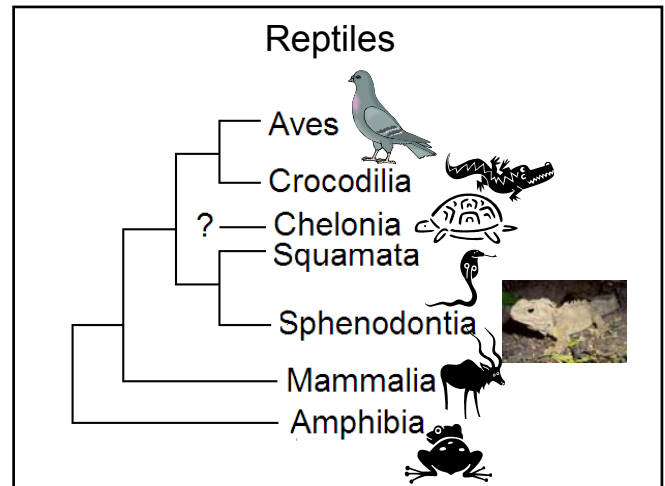 Reptiles
Aves
Crocodilia
? Chelonia
Squamata
Sphenodontia
Mammalia
Amphibia